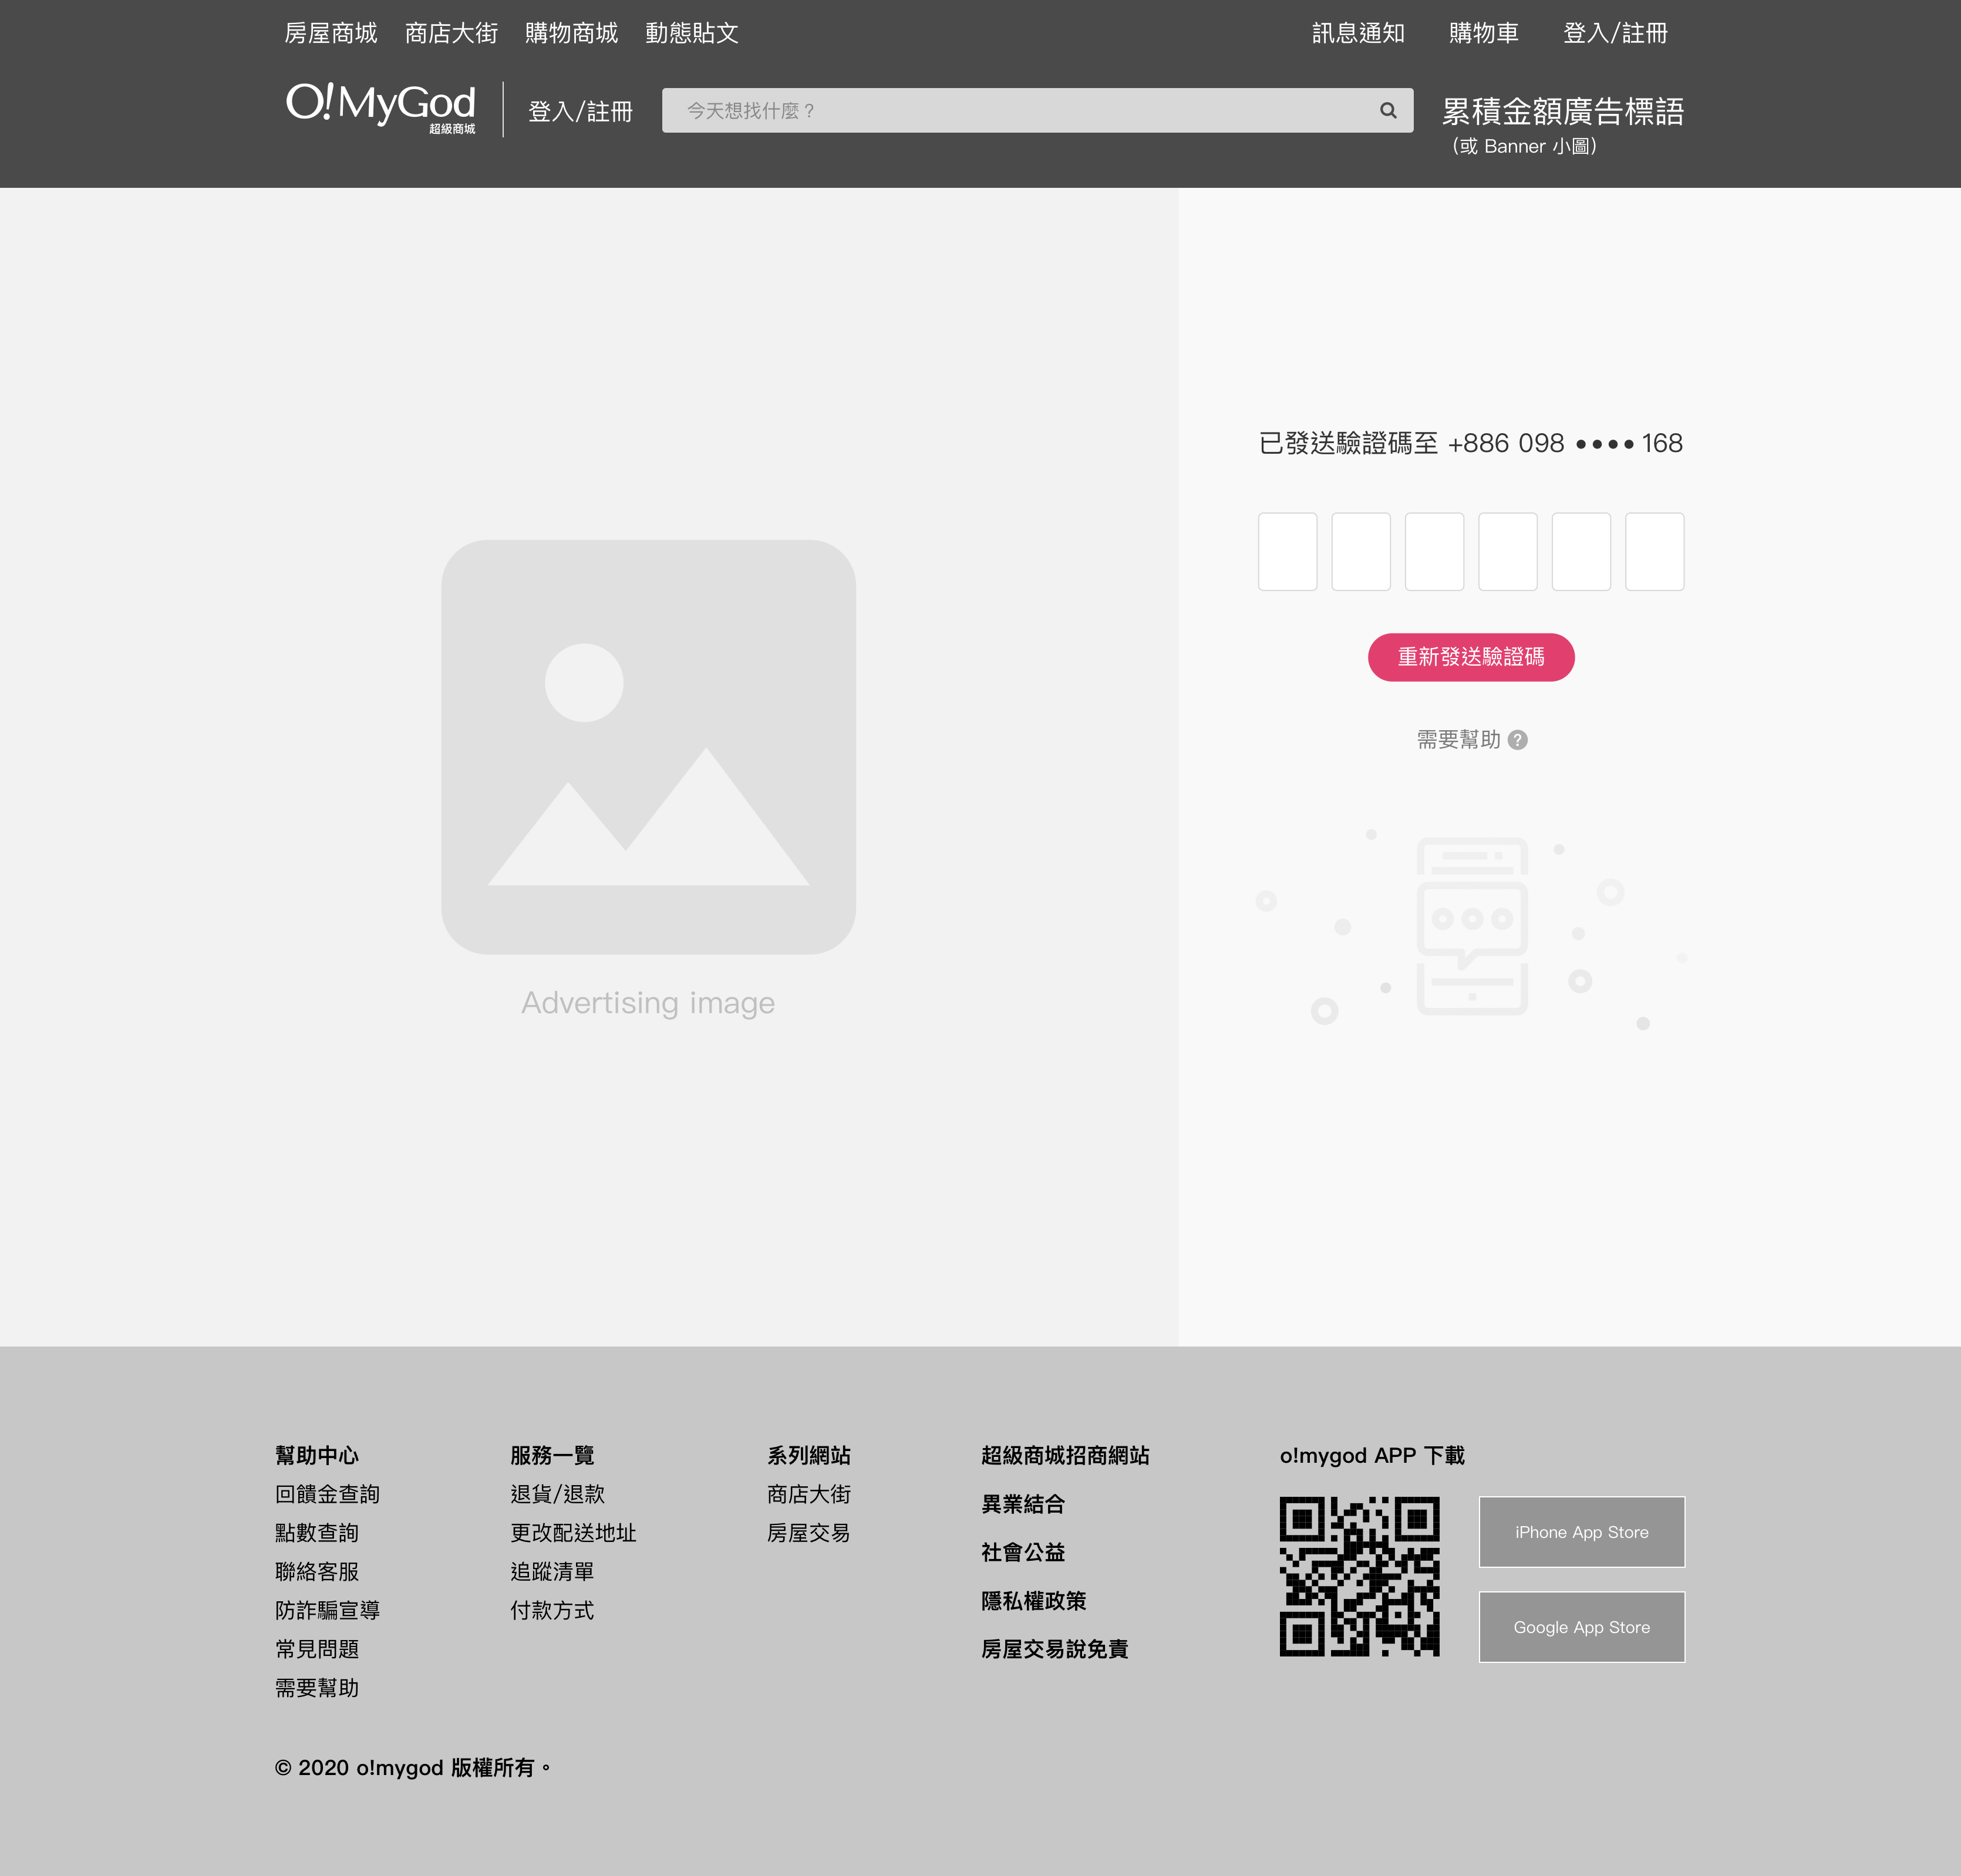 房屋商城 商店大街 購物商城 動態貼文 訊息通知 購物車 登入/註冊
O!MyGod
超級商城
登入/註冊
今天想找什麼？
累積金額廣告標語
(或 Banner 小圖)
已發送驗證碼至 +886 098 •••• 168
重新發送驗證碼
需要幫助 ?
Advertising image
幫助中心
回饋金查詢
點數查詢
聯絡客服
防詐騙宣導
常見問題
需要幫助
服務一覽
退貨/退款
更改配送地址
追蹤清單
付款方式
系列網站
商店大街
房屋交易
超級商城招商網站
異業結合
社會公益
隱私權政策
房屋交易說免責
o!mygod APP 下載
iPhone App Store
Google App Store
© 2020 o!mygod 版權所有。